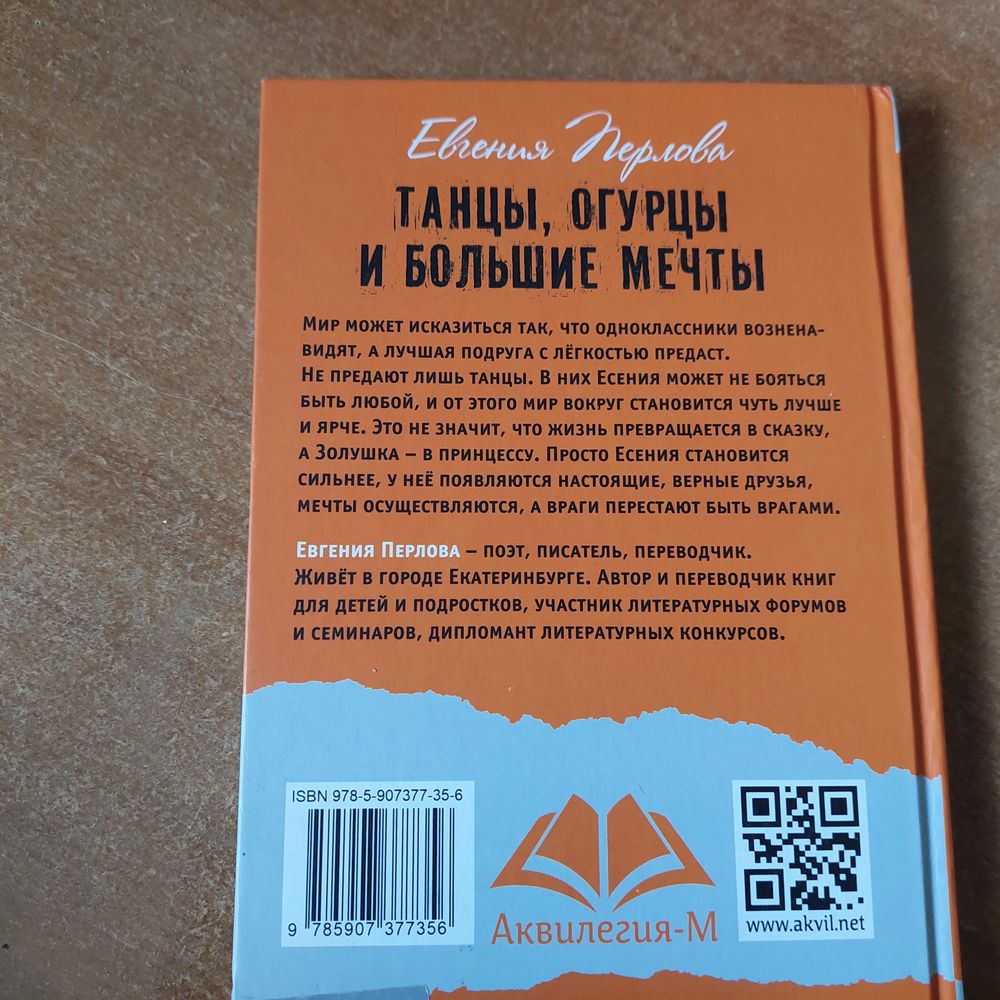 Евгения Перлова
ТАНЦЫ, ОГУРЦЫ
И БОЛЬШИЕ МЕЧТЫ
Мир может исказиться так, что одноклассники вознена-
видят, а лучшая подруга с лёгкостью предаст.
Не предают лишь танцы. В них Есения может не бояться
быть любой, и от этого мир вокруг становится чуть лучше
и ярче. Это не значит, что жизнь превращается в сказку,
а Золушка – в принцессу. Просто Есения становится
сильнее, у неё появляются настоящие, верные друзья,
мечты осуществляются, а враги перестают быть врагами.
Евгения Перлова – поэт, писатель, переводчик.
Живёт в городе Екатеринбурге. Автор и переводчик книг
для детей и подростков, участник литературных форумов
и семинаров, дипломант литературных конкурсов.
ISBN 978-5-907377-35-6
9 785907 377356
Аквилегия-М
www.akvil.net